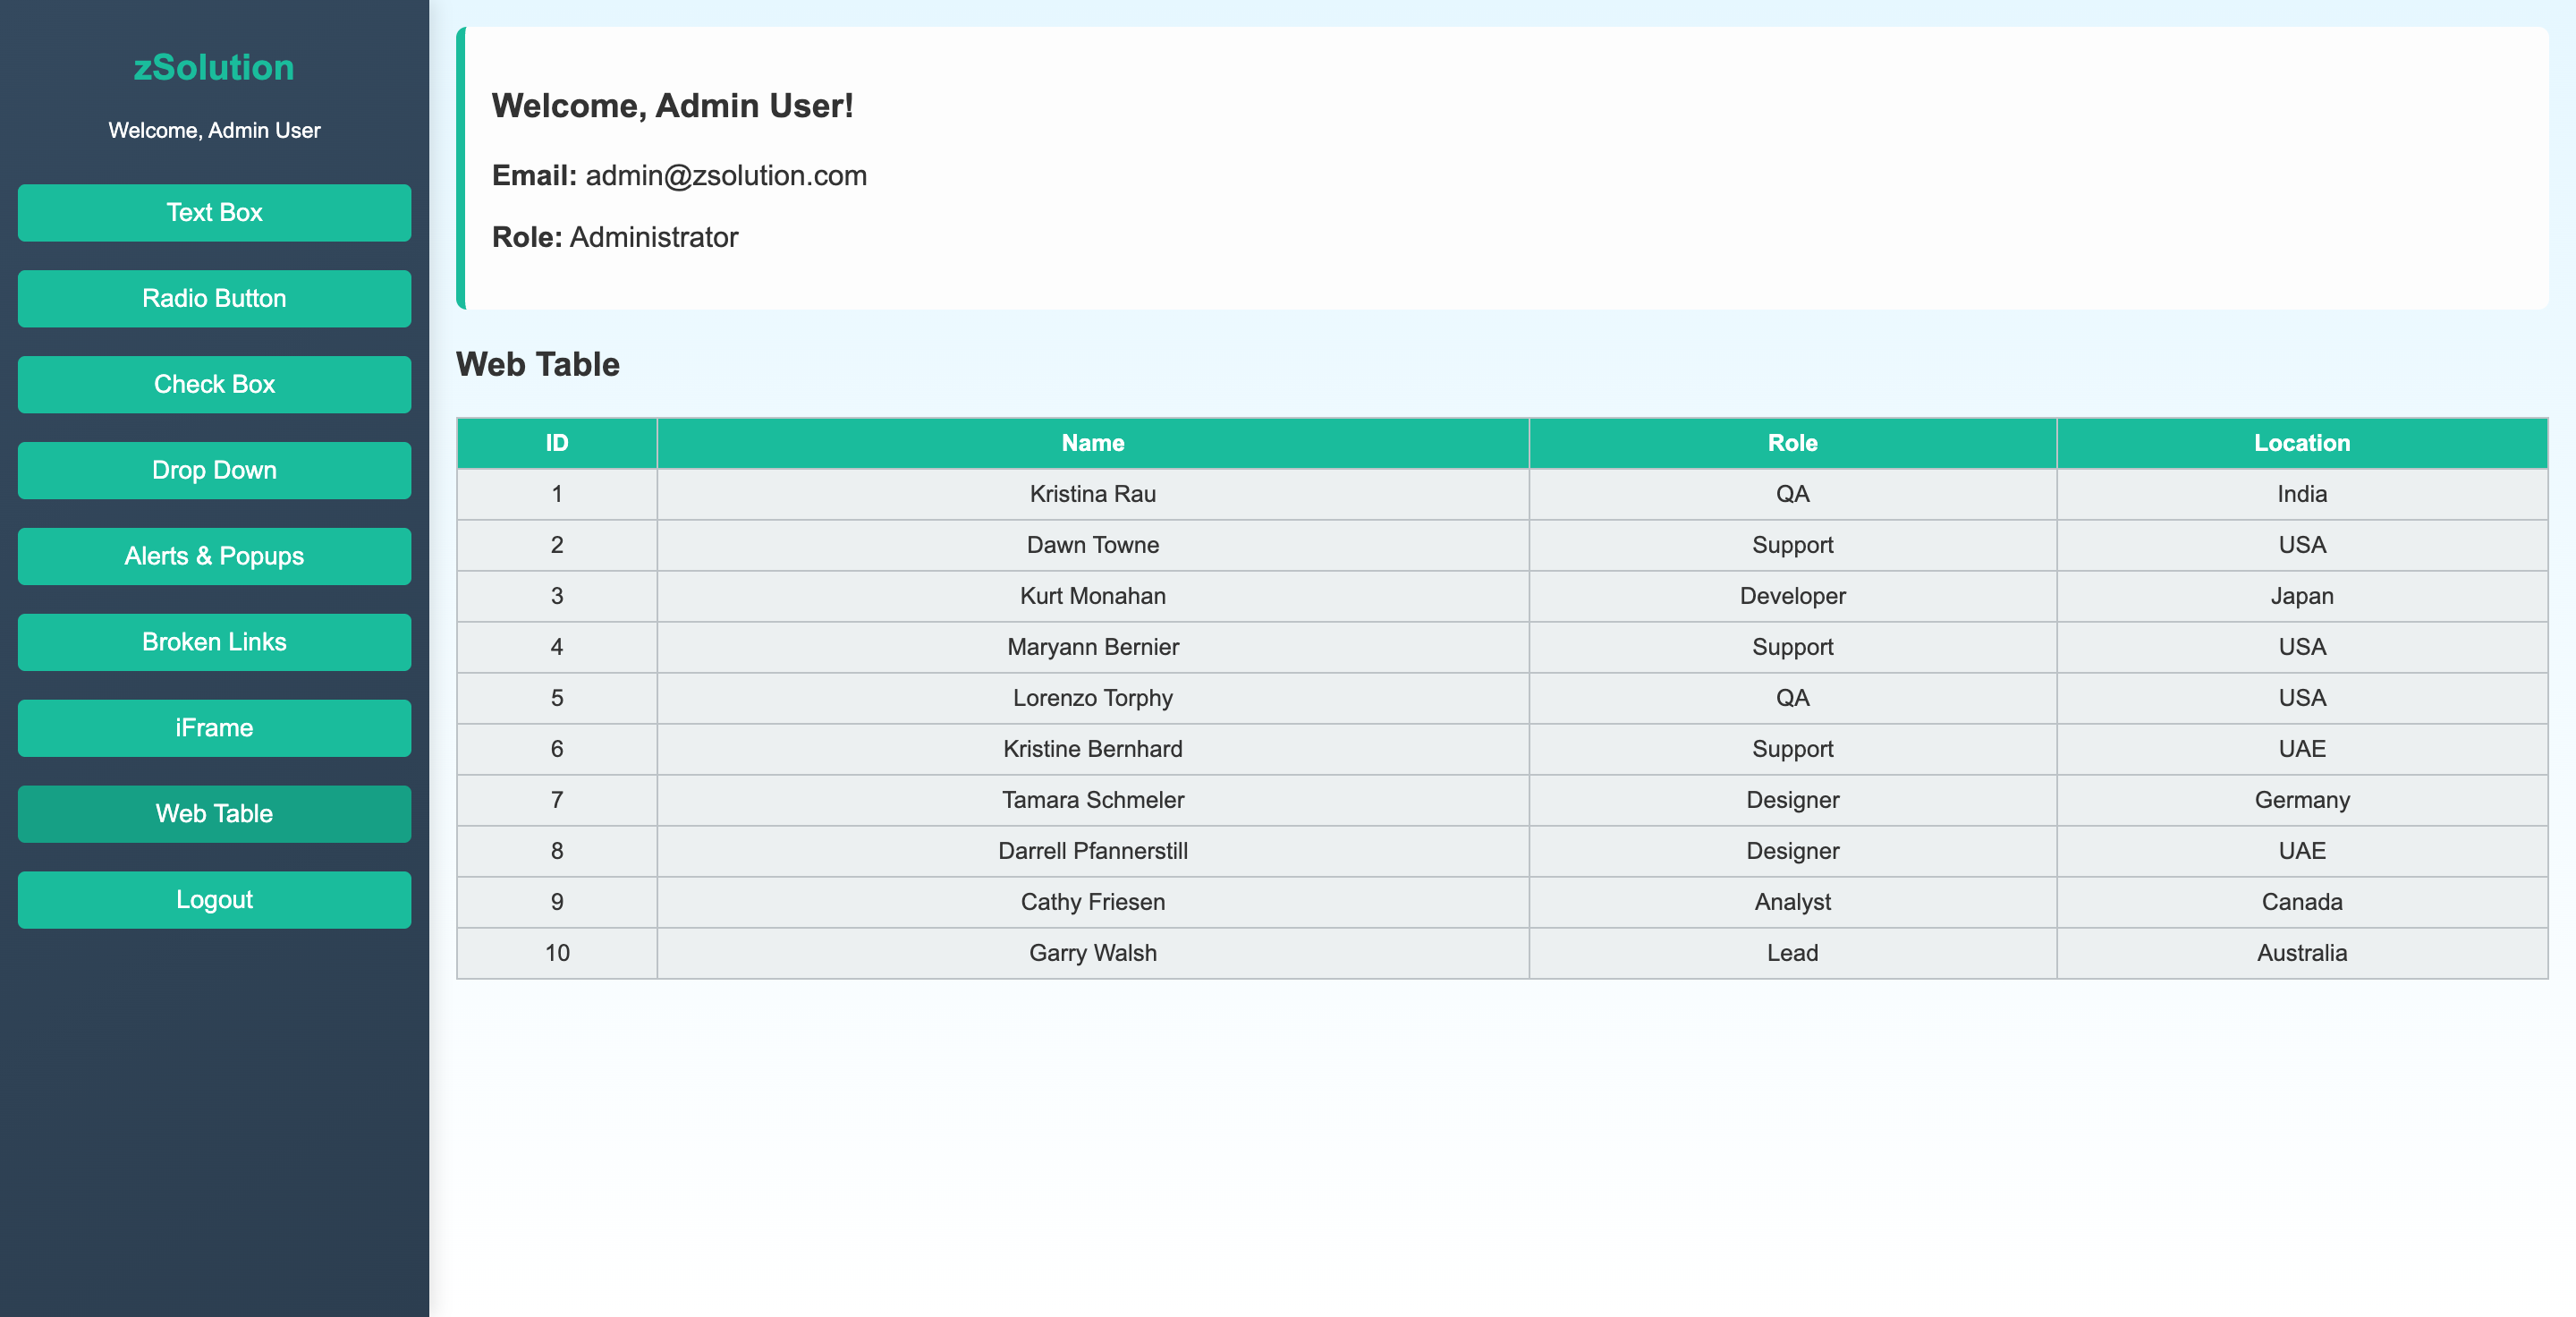 zSolution
Welcome, Admin User
Text Box
Radio Button
Check Box
Drop Down
Alerts & Popups
Broken Links
iFrame
Web Table
Logout
Welcome, Admin User!
Email: admin@zsolution.com
Role: Administrator
Web Table
ID Name Role Location
1 Kristina Rau QA India
2 Dawn Towne Support USA
3 Kurt Monahan Developer Japan
4 Maryann Bernier Support USA
5 Lorenzo Torphy QA USA
6 Kristine Bernhard Support UAE
7 Tamara Schmeler Designer Germany
8 Darrell Pfannerstill Designer UAE
9 Cathy Friesen Analyst Canada
10 Garry Walsh Lead Australia